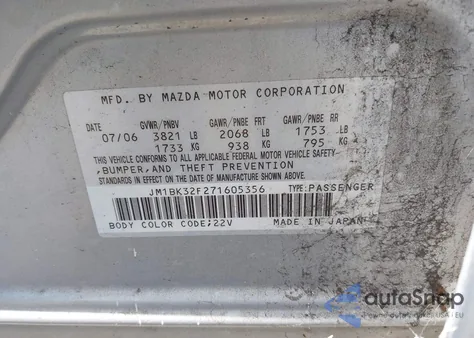 MFD. BY MAZDA MOTOR CORPORATION
DATE GVWR/PNBV GAWR/PNBE FRT GAWR/PNBE RR
07/06 3821 LB 2068 LB 1753 LB
1733 KG 938 KG 795 KG
THIS VEHICLE CONFORMS TO ALL APPLICABLE FEDERAL MOTOR VEHICLE SAFETY,
BUMPER, AND THEFT PREVENTION
STANDARDS IN EFFECT ON THE DATE OF MANUFACTURE SHOWN ABOVE.
JM1BK32F271605356 TYPE:PASSENGER
BODY COLOR CODE;22V MADE IN JAPAN
autoSnap